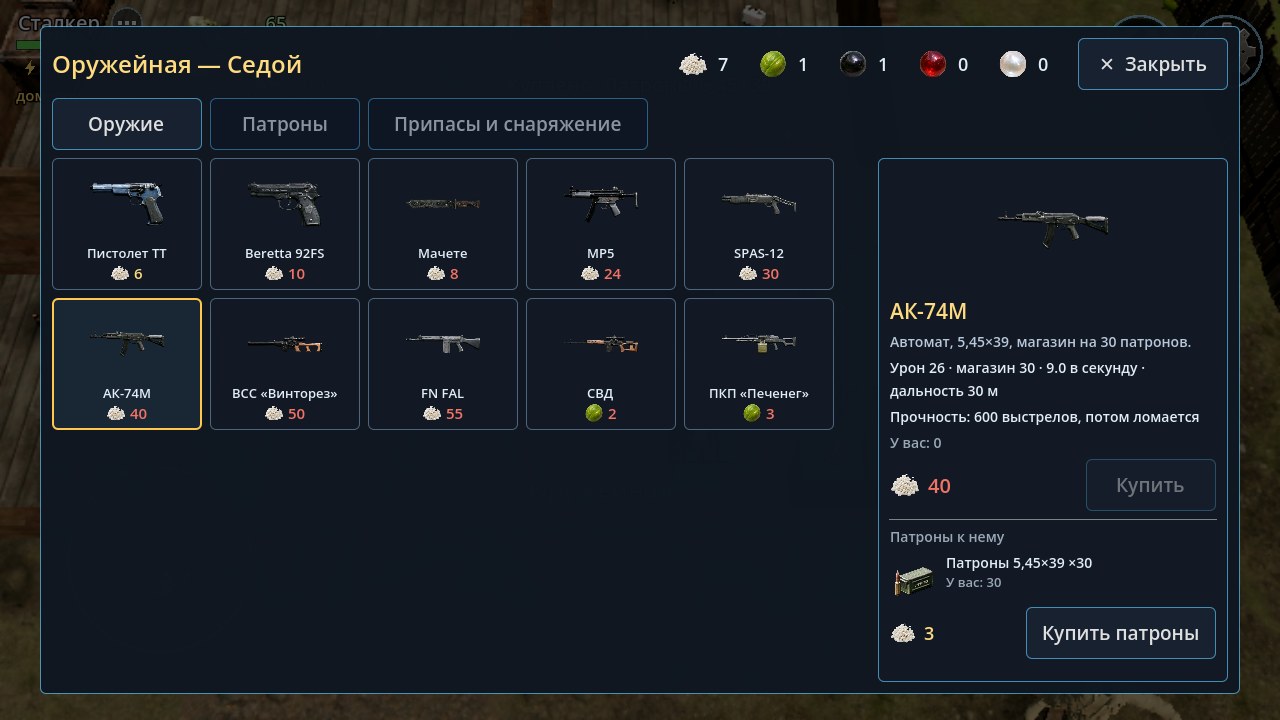 Сталкер
65
Оружейная — Седой
7
1
1
0
0
× Закрыть
Оружие
Патроны
Припасы и снаряжение
Пистолет ТТ
6
Beretta 92FS
10
Мачете
8
MP5
24
SPAS-12
30
АК-74М
40
ВСС «Винторез»
50
FN FAL
55
СВД
2
ПКП «Печенег»
3
АК-74М
Автомат, 5,45×39, магазин на 30 патронов.
Урон 26 · магазин 30 · 9.0 в секунду ·
дальность 30 м
Прочность: 600 выстрелов, потом ломается
У вас: 0
40
Купить
Патроны к нему
Патроны 5,45×39 ×30
У вас: 30
3
Купить патроны